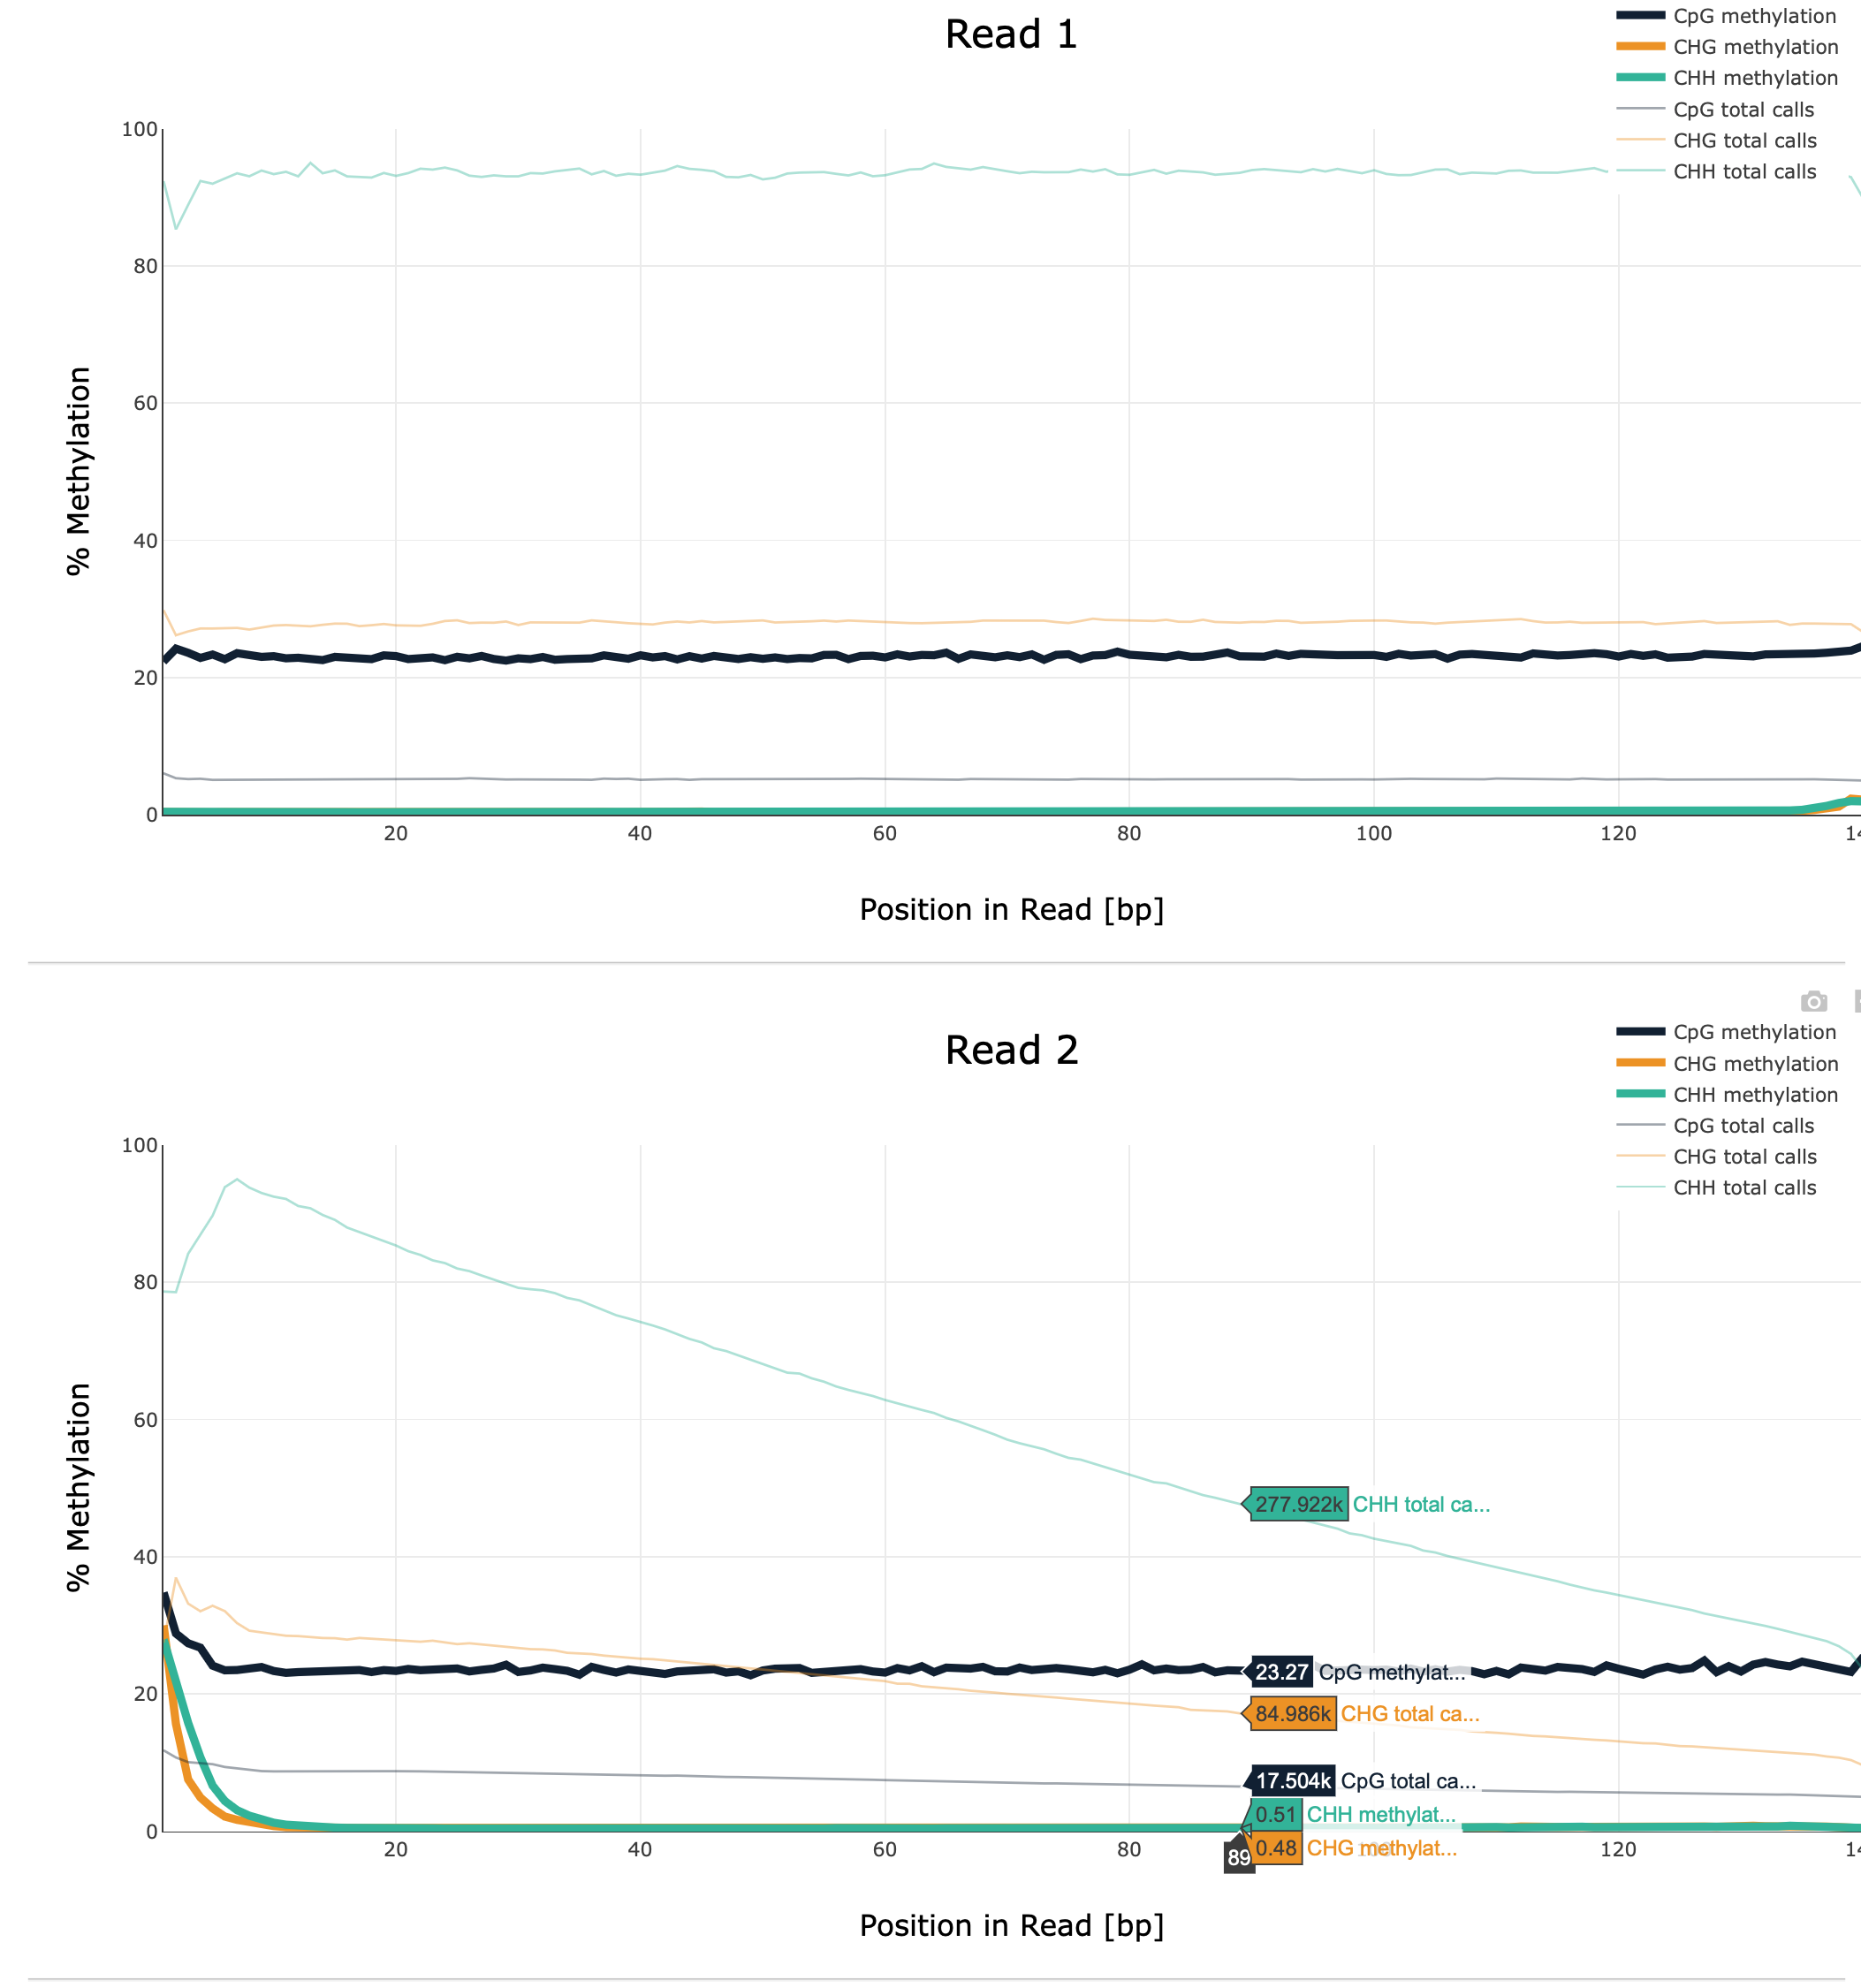 Read 1
CpG methylation
CHG methylation
CHH methylation
CpG total calls
CHG total calls
CHH total calls
% Methylation
100
80
60
40
20
0
20
40
60
80
100
120
14
Position in Read [bp]
Read 2
CpG methylation
CHG methylation
CHH methylation
CpG total calls
CHG total calls
CHH total calls
% Methylation
100
80
60
40
20
0
277.922k CHH total ca...
23.27 CpG methylat...
84.986k CHG total ca...
17.504k CpG total ca...
0.51 CHH methylat...
0.48 CHG methylat...
89
20
40
60
80
100
120
14
Position in Read [bp]